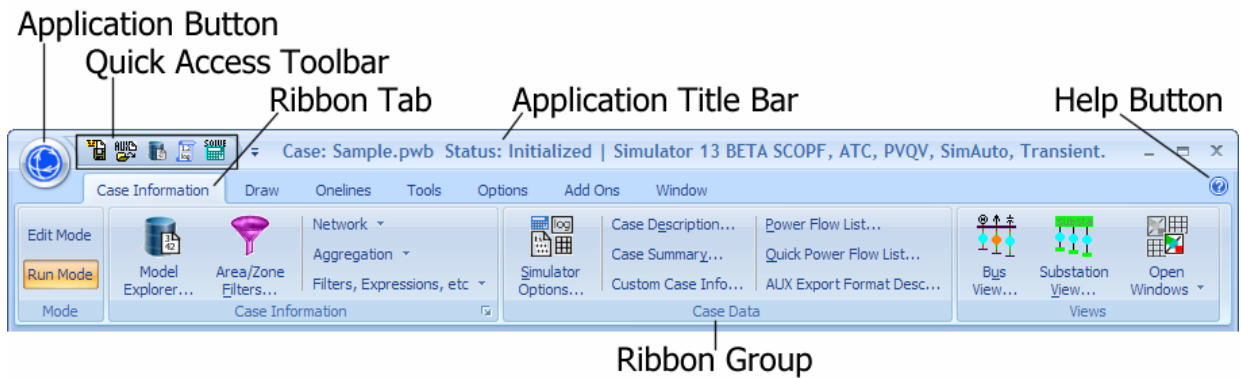 Application Button
Quick Access Toolbar
Ribbon Tab
Application Title Bar
Help Button
Case: Sample.pwb Status: Initialized | Simulator 13 BETA SCOPF, ATC, PVQV, SimAuto, Transient.
Case Information Draw Onelines Tools Options Add Ons Window
Edit Mode
Run Mode
Mode
Model
Explorer...
Area/Zone
Filters...
Network
Aggregation
Filters, Expressions, etc
Case Information
log
Simulator
Options...
Case Description...
Case Summary...
Custom Case Info...
Power Flow List...
Quick Power Flow List...
AUX Export Format Desc...
Case Data
Bus
View...
Substation
View...
Open
Windows
Views
Ribbon Group